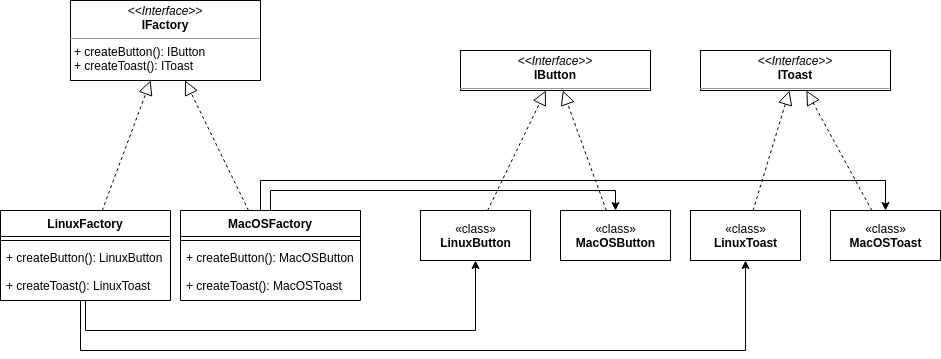 <<Interface>>
IFactory
+ createButton(): IButton
+ createToast(): IToast
<<Interface>>
IButton
<<Interface>>
IToast
LinuxFactory
+ createButton(): LinuxButton
+ createToast(): LinuxToast
MacOSFactory
+ createButton(): MacOSButton
+ createToast(): MacOSToast
«class»
LinuxButton
«class»
MacOSButton
«class»
LinuxToast
«class»
MacOSToast